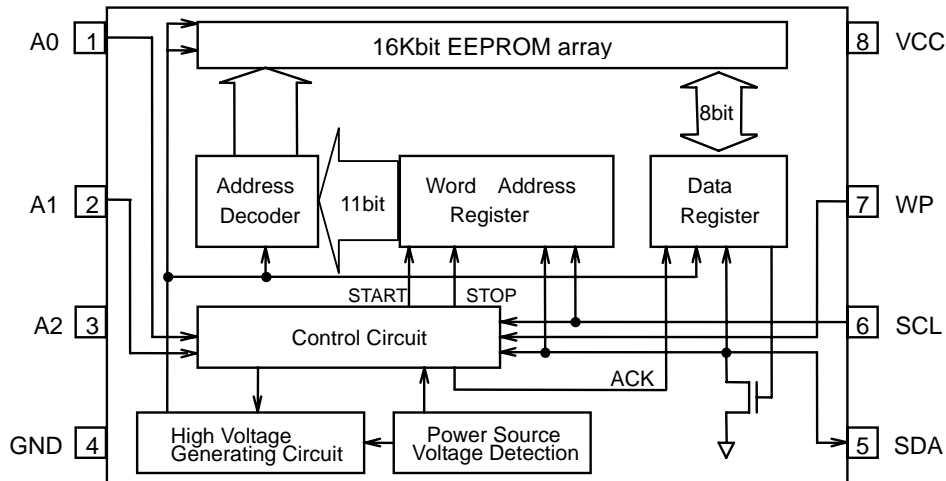 A0 1 16Kbit EEPROM array 8 VCC
8bit
A1 2 Address
Decoder 11bit Word Address
Register Data
Register 7 WP
START STOP
A2 3 Control Circuit 6 SCL
ACK
GND 4 High Voltage
Generating Circuit Power Source
Voltage Detection 5 SDA